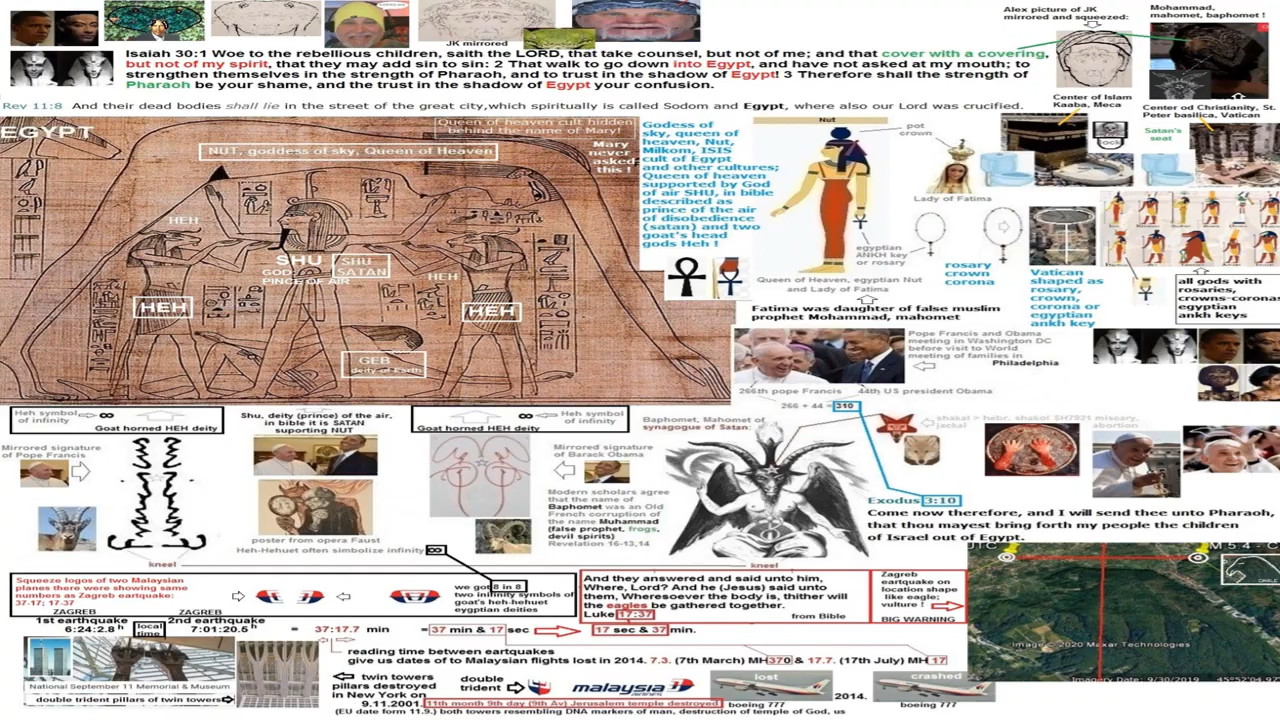 Alex picture of JK
mirrored and squeezed:
Mohammad,
mahomet, baphomet !
JK mirrored
Isaiah 30:1 Woe to the rebellious children, saith the LORD, that take counsel, but not of me; and that cover with a covering,
but not of my spirit, that they may add sin to sin: 2 That walk to go down into Egypt, and have not asked at my mouth; to
strengthen themselves in the strength of Pharaoh, and to trust in the shadow of Egypt! 3 Therefore shall the strength of
Pharaoh be your shame, and the trust in the shadow of Egypt your confusion.
Rev 11:8 And their dead bodies shall lie in the street of the great city,which spiritually is called Sodom and Egypt, where also our Lord was crucified.
Center of Islam
Kaaba, Meca
Center od Christianity, St.
Peter basilica, Vatican
Satan's
seat
EGYPT
Queen of heaven cult hidden
behind the name of Mary!
NUT, goddess of sky, Queen of Heaven
Mary
never
asked
this !
HEH
SHU
GOD
PINCE OF AIR
SHU
SATAN
HEH
HEH
HEH
GEB
deity of Earth
Godess of
sky, queen of
heaven, Nut,
Milkom, ISIS
cult of Egypt
and other cultures;
Queen of heaven
supported by God
of air SHU, in bible
described as
prince of the air
of disobedience
(satan) and two
goat's head
gods Heh !
Nut
pot
crown
Lady of Fatima
egyptian
ANKH key
or rosary
rosary
crown
corona
Queen of Heaven, egyptian Nut
and Lady of Fatima
Fatima was daughter of false muslim
prophet Mohammad, mahomet
Vatican
shaped as
rosary,
crown,
corona or
egyptian
ankh key
all gods with
rosaries,
crowns-coronas
egyptian
ankh keys
Pope Francis and Obama
meeting in Washington DC
before visit to World
meeting of families in
Philadelphia
266th pope Francis
44th US president Obama
266 + 44 = 310
Heh symbol
of infinity
∞
Goat horned HEH deity
Shu, deity (prince) of the air,
in bible it is SATAN
suporting NUT
∞
Heh symbol
of infinity
Goat horned HEH deity
Baphomet, Mahomet of
synagogue of Satan:
shakal > hebr, shakol SH7921 miscary,
jackal abortion
Mirrored signature
of Pope Francis
Mirrored signature
of Barack Obama
Modern scholars agree
that the name of
Baphomet was an Old
French corruption of
the name Muhammad
(false prophet, frogs,
devil spirits)
Revelation 16-13,14
poster from opera Faust
Heh-Hehuet often simbolize infinity ∞
Exodus 3:10
Come now therefore, and I will send thee unto Pharaoh,
that thou mayest bring forth my people the children
of Israel out of Egypt.
kneel
kneel
Squeeze logos of two Malaysian
planes there were showing same
numbers as Zagreb eartquake:
37-17; 17-37
we got 8 in 8
two infinity symbols of
goat's heh-hehuet
eygptian deities
And they answered and said unto him,
Where, Lord? And he (Jesus) said unto
them, Wheresoever the body is, thither will
the eagles be gathered together.
Luke 17:37
from Bible
Zagreb
eartquake on
location shape
like eagle;
vulture !
BIG WARNING
ZAGREB
1st earthquake
6:24:2.8 h
local
time
ZAGREB
2nd earthquake
7:01:20.5 h
= 37:17.7 min
= 37 min & 17 sec
17 sec & 37 min.
reading time between eartquakes
give us dates of to Malaysian flights lost in 2014. 7.3. (7th March) MH 370 & 17.7. (17th July) MH 17
National September 11 Memorial & Museum
double trident pillars of twin towers
twin towers
pillars destroyed
in New York on
9.11.2001.
double
trident
malaysia
airlines
lost
boeing 777
2014.
crashed
boeing 777
11th month 9th day (9th Av) Jerusalem temple destroyed
(EU date form 11.9.) both towers resembling DNA markers of man, destruction of temple of God, us
UTC
M 5.4 - C
Image © 2020 Maxar Technologies
Imagery Date: 9/30/2019
45°52'04.97